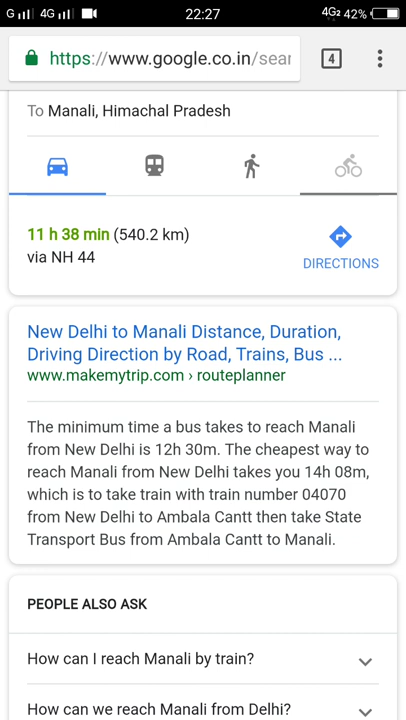 G 4G 22:27 4G2 42%
https://www.google.co.in/sear 4
To Manali, Himachal Pradesh
11 h 38 min (540.2 km)
via NH 44
DIRECTIONS
New Delhi to Manali Distance, Duration,
Driving Direction by Road, Trains, Bus ...
www.makemytrip.com › routeplanner
The minimum time a bus takes to reach Manali
from New Delhi is 12h 30m. The cheapest way to
reach Manali from New Delhi takes you 14h 08m,
which is to take train with train number 04070
from New Delhi to Ambala Cantt then take State
Transport Bus from Ambala Cantt to Manali.
PEOPLE ALSO ASK
How can I reach Manali by train?
How can we reach Manali from Delhi?